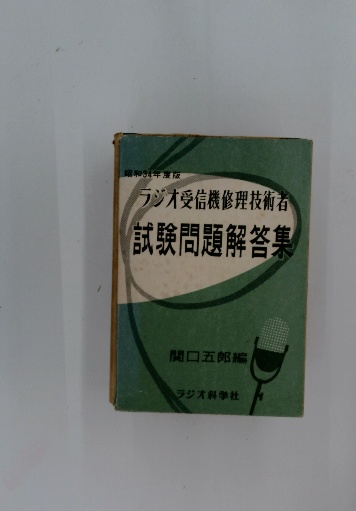 昭和34年度版
ラジオ受信機修理技術者
試験問題解答集
関口五郎編
ラジオ科学社